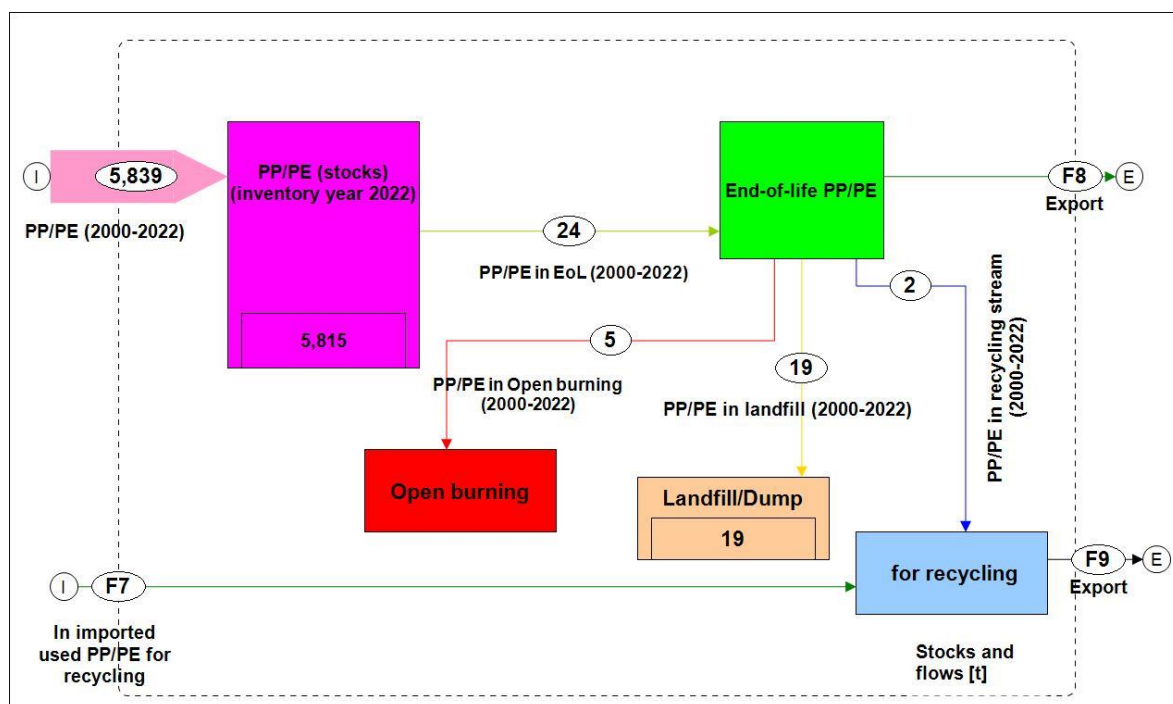 I
5,839
PP/PE (2000-2022)
PP/PE (stocks)
(inventory year 2022)
5,815
24
PP/PE in EoL (2000-2022)
End-of-life PP/PE
F8
E
Export
2
PP/PE in recycling stream
(2000-2022)
5
PP/PE in Open burning
(2000-2022)
19
PP/PE in landfill (2000-2022)
Open burning
Landfill/Dump
19
for recycling
F9
E
Export
I
F7
In imported
used PP/PE for
recycling
Stocks and
flows [t]